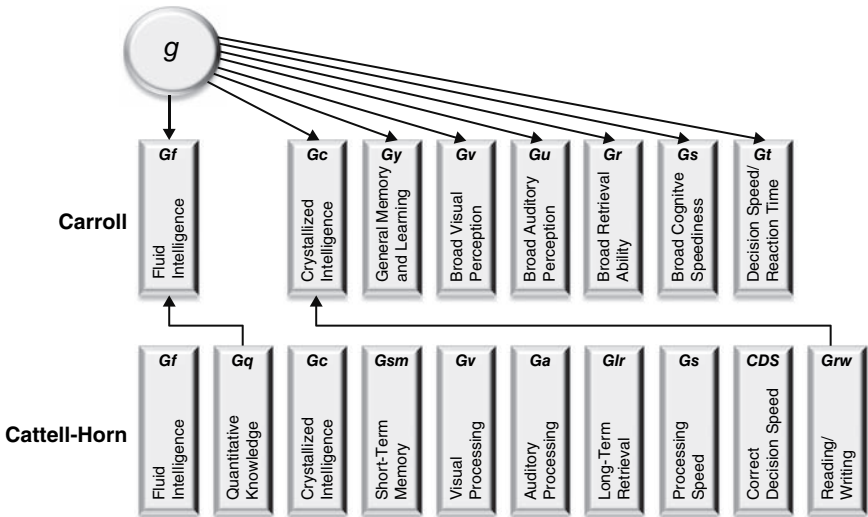 g
Gf
Gc
Gy
Gv
Gu
Gr
Gs
Gt
Carroll
Fluid
Intelligence
Crystallized
Intelligence
General Memory
and Learning
Broad Visual
Perception
Broad Auditory
Perception
Broad Retrieval
Ability
Broad Cognitve
Speediness
Decision Speed/
Reaction Time
Gf
Gq
Gc
Gsm
Gv
Ga
Glr
Gs
CDS
Grw
Cattell-Horn
Fluid
Intelligence
Quantitative
Knowledge
Crystallized
Intelligence
Short-Term
Memory
Visual
Processing
Auditory
Processing
Long-Term
Retrieval
Processing
Speed
Correct
Decision Speed
Reading/
Writing